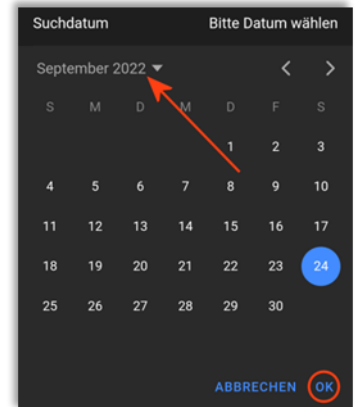 Suchdatum Bitte Datum wählen
September 2022
S M D M D F S
1 2 3
4 5 6 7 8 9 10
11 12 13 14 15 16 17
18 19 20 21 22 23 24
25 26 27 28 29 30
ABBRECHEN OK